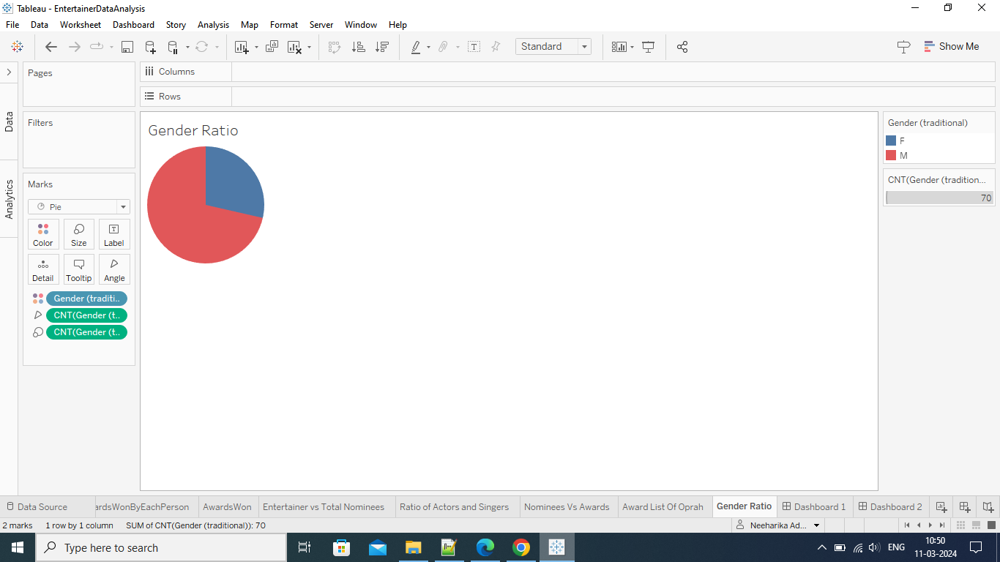 Tableau - EntertainerDataAnalysis
File Data Worksheet Dashboard Story Analysis Map Format Server Window Help
Standard
Show Me
Data
Analytics
Pages
Filters
Marks
Pie
Color Size Label
Detail Tooltip Angle
Gender (traditi..
CNT(Gender (t..
CNT(Gender (t..
Columns
Rows
Gender Ratio
Gender (traditional)
F
M
CNT(Gender (tradition...
70
Data Source ardsWonByEachPerson AwardsWon Entertainer vs Total Nominees Ratio of Actors and Singers Nominees Vs Awards Award List Of Oprah Gender Ratio Dashboard 1 Dashboard 2
2 marks 1 row by 1 column SUM of CNT(Gender (traditional)): 70 Neeharika Ad...
Type here to search
ENG
10:50
11-03-2024